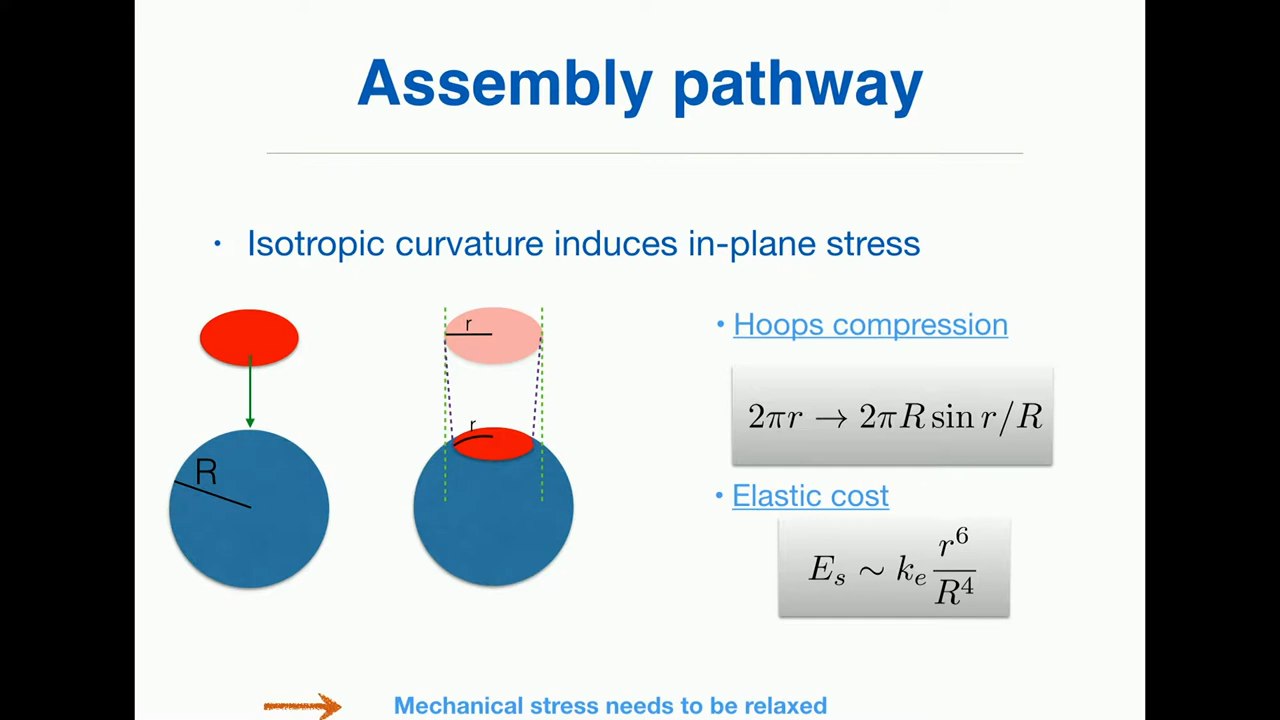 Assembly pathway
• Isotropic curvature induces in-plane stress
R
r
r
• Hoops compression
2πr → 2πR sin r/R
• Elastic cost
E_s ∼ k_e r^6/R^4
Mechanical stress needs to be relaxed